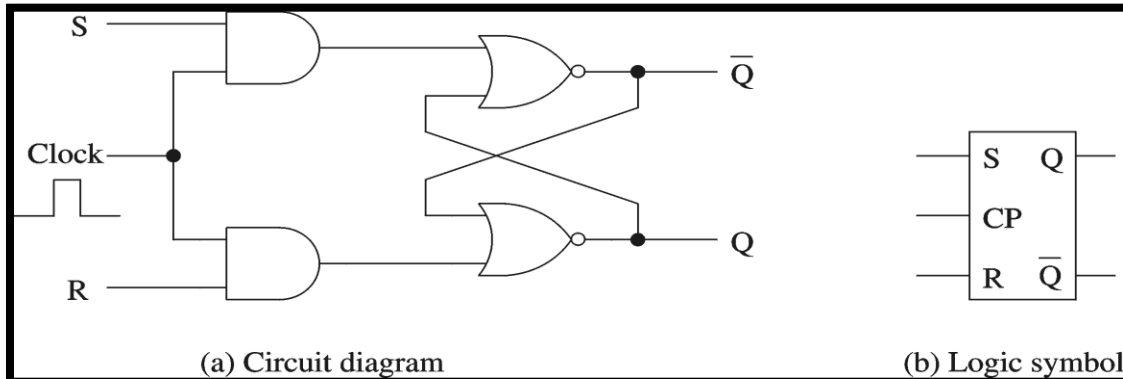 S
Q̅
Clock
S Q
CP
R Q̅
Q
R
(a) Circuit diagram
(b) Logic symbol